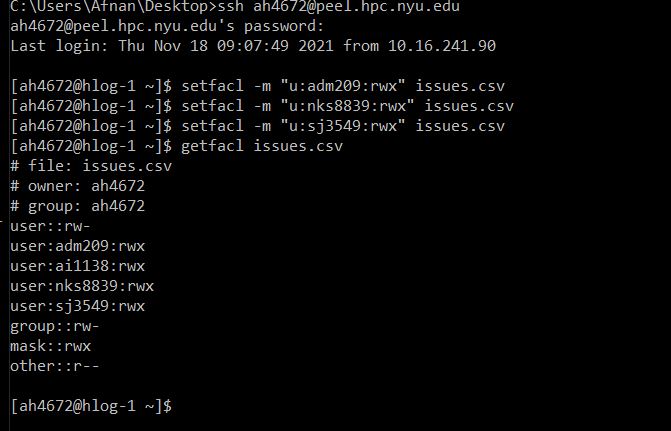 C:\Users\Afnan\Desktop>ssh ah4672@peel.hpc.nyu.edu
ah4672@peel.hpc.nyu.edu's password:
Last login: Thu Nov 18 09:07:49 2021 from 10.16.241.90
[ah4672@hlog-1 ~]$ setfacl -m "u:adm209:rwx" issues.csv
[ah4672@hlog-1 ~]$ setfacl -m "u:nks8839:rwx" issues.csv
[ah4672@hlog-1 ~]$ setfacl -m "u:sj3549:rwx" issues.csv
[ah4672@hlog-1 ~]$ getfacl issues.csv
# file: issues.csv
# owner: ah4672
# group: ah4672
user::rw-
user:adm209:rwx
user:ai1138:rwx
user:nks8839:rwx
user:sj3549:rwx
group::rw-
mask::rwx
other::r--
[ah4672@hlog-1 ~]$